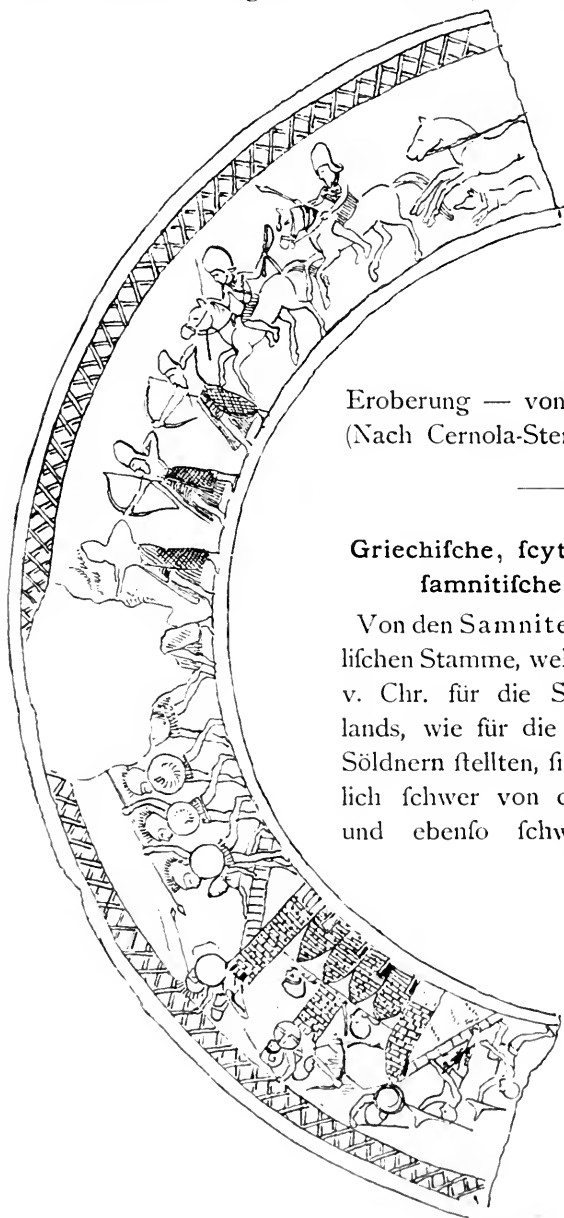 Eroberung — von
(Nach Cernola-Ster
Griechiſche, ſcyt
ſamnitiſche
Von den Samnite
liſchen Stamme, wel
v. Chr. für die S
lands, wie für die
Söldnern ſtellten, ſi
lich ſchwer von d
und ebenſo ſchw